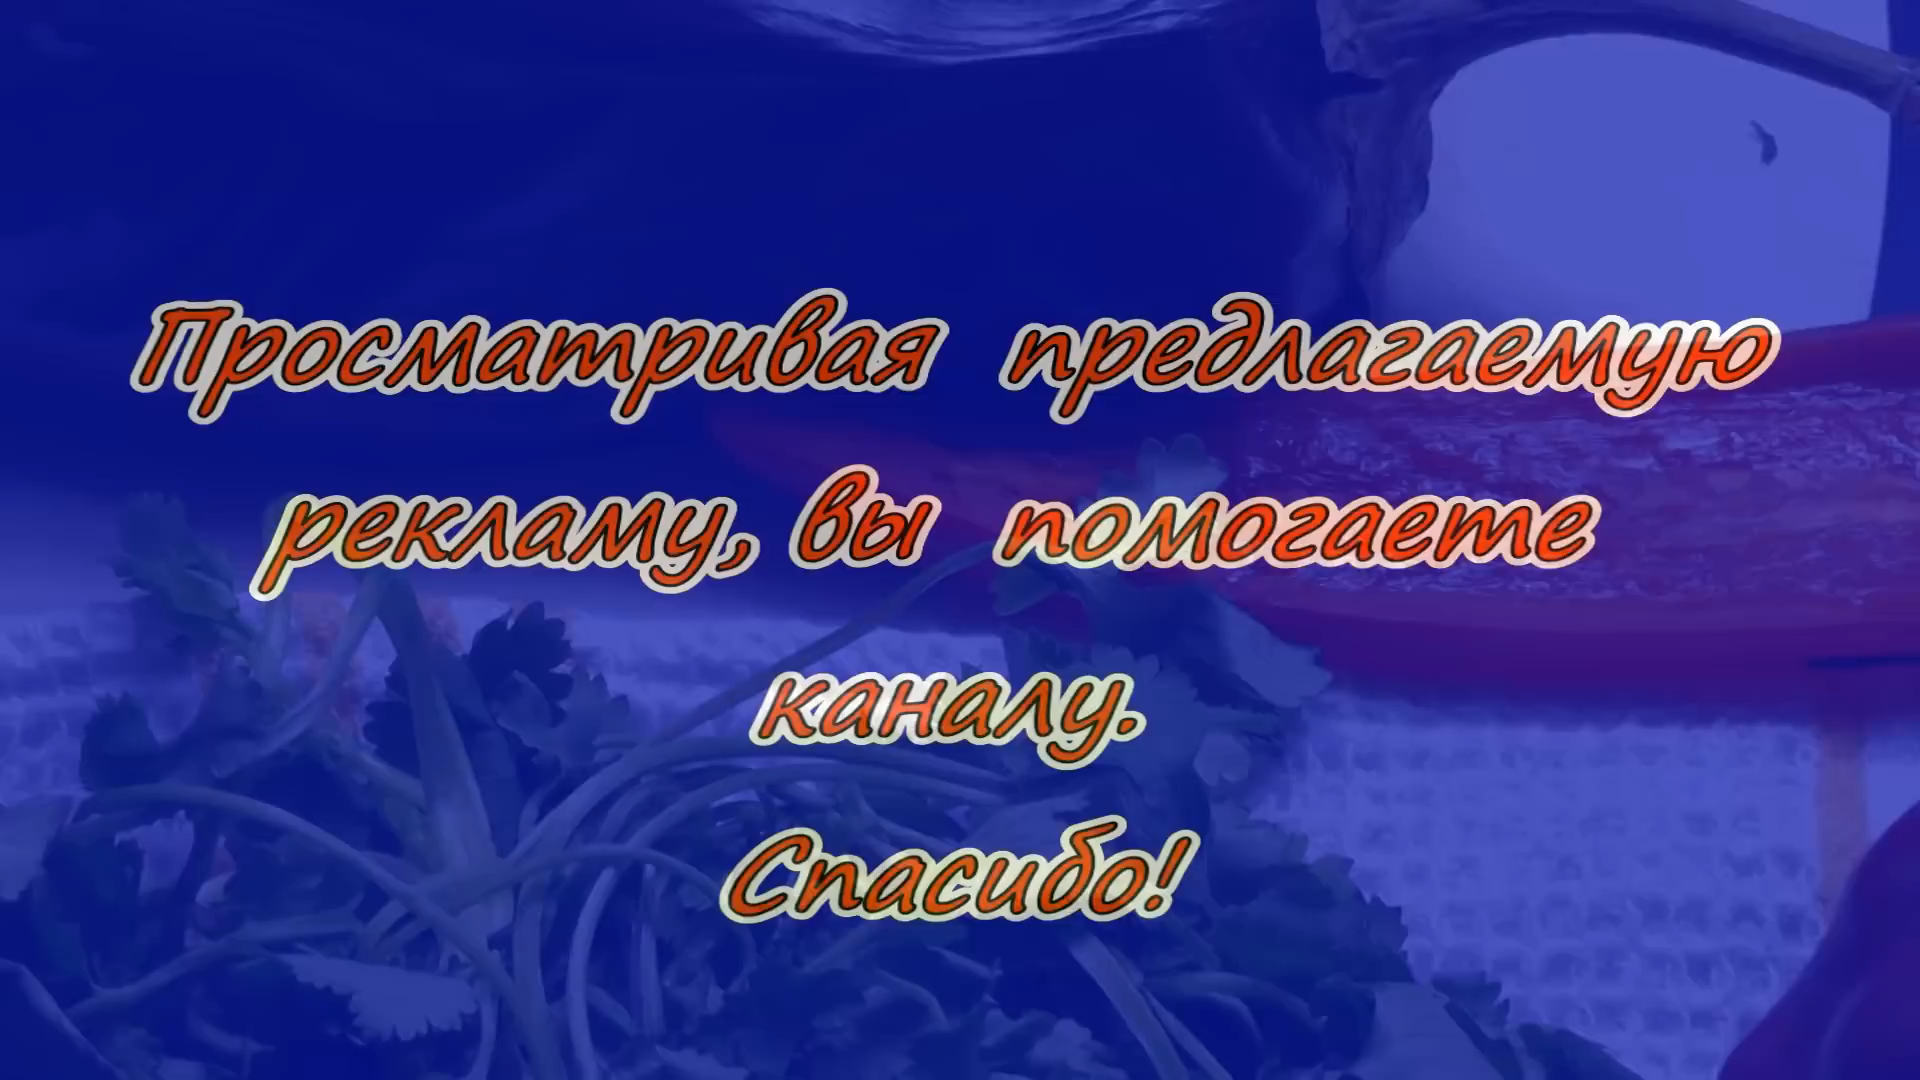 Просматривая предлагаемую
рекламу, вы помогаете
каналу.
Спасибо!